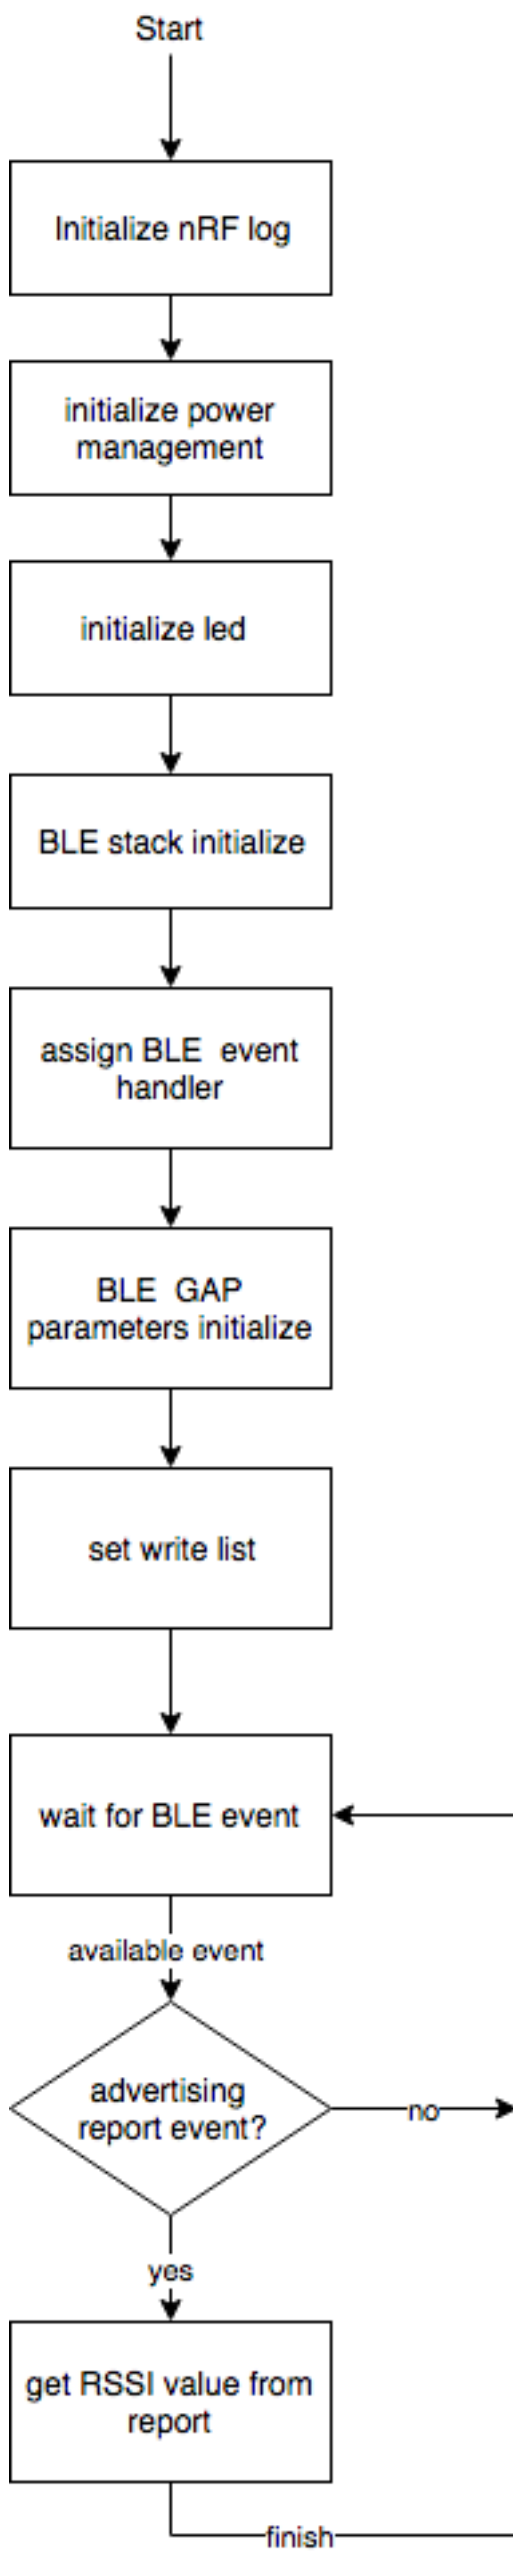 Start
Initialize nRF log
initialize power
management
initialize led
BLE stack initialize
assign BLE event
handler
BLE GAP
parameters initialize
set write list
wait for BLE event
available event
advertising
report event?
no
yes
get RSSI value from
report
finish